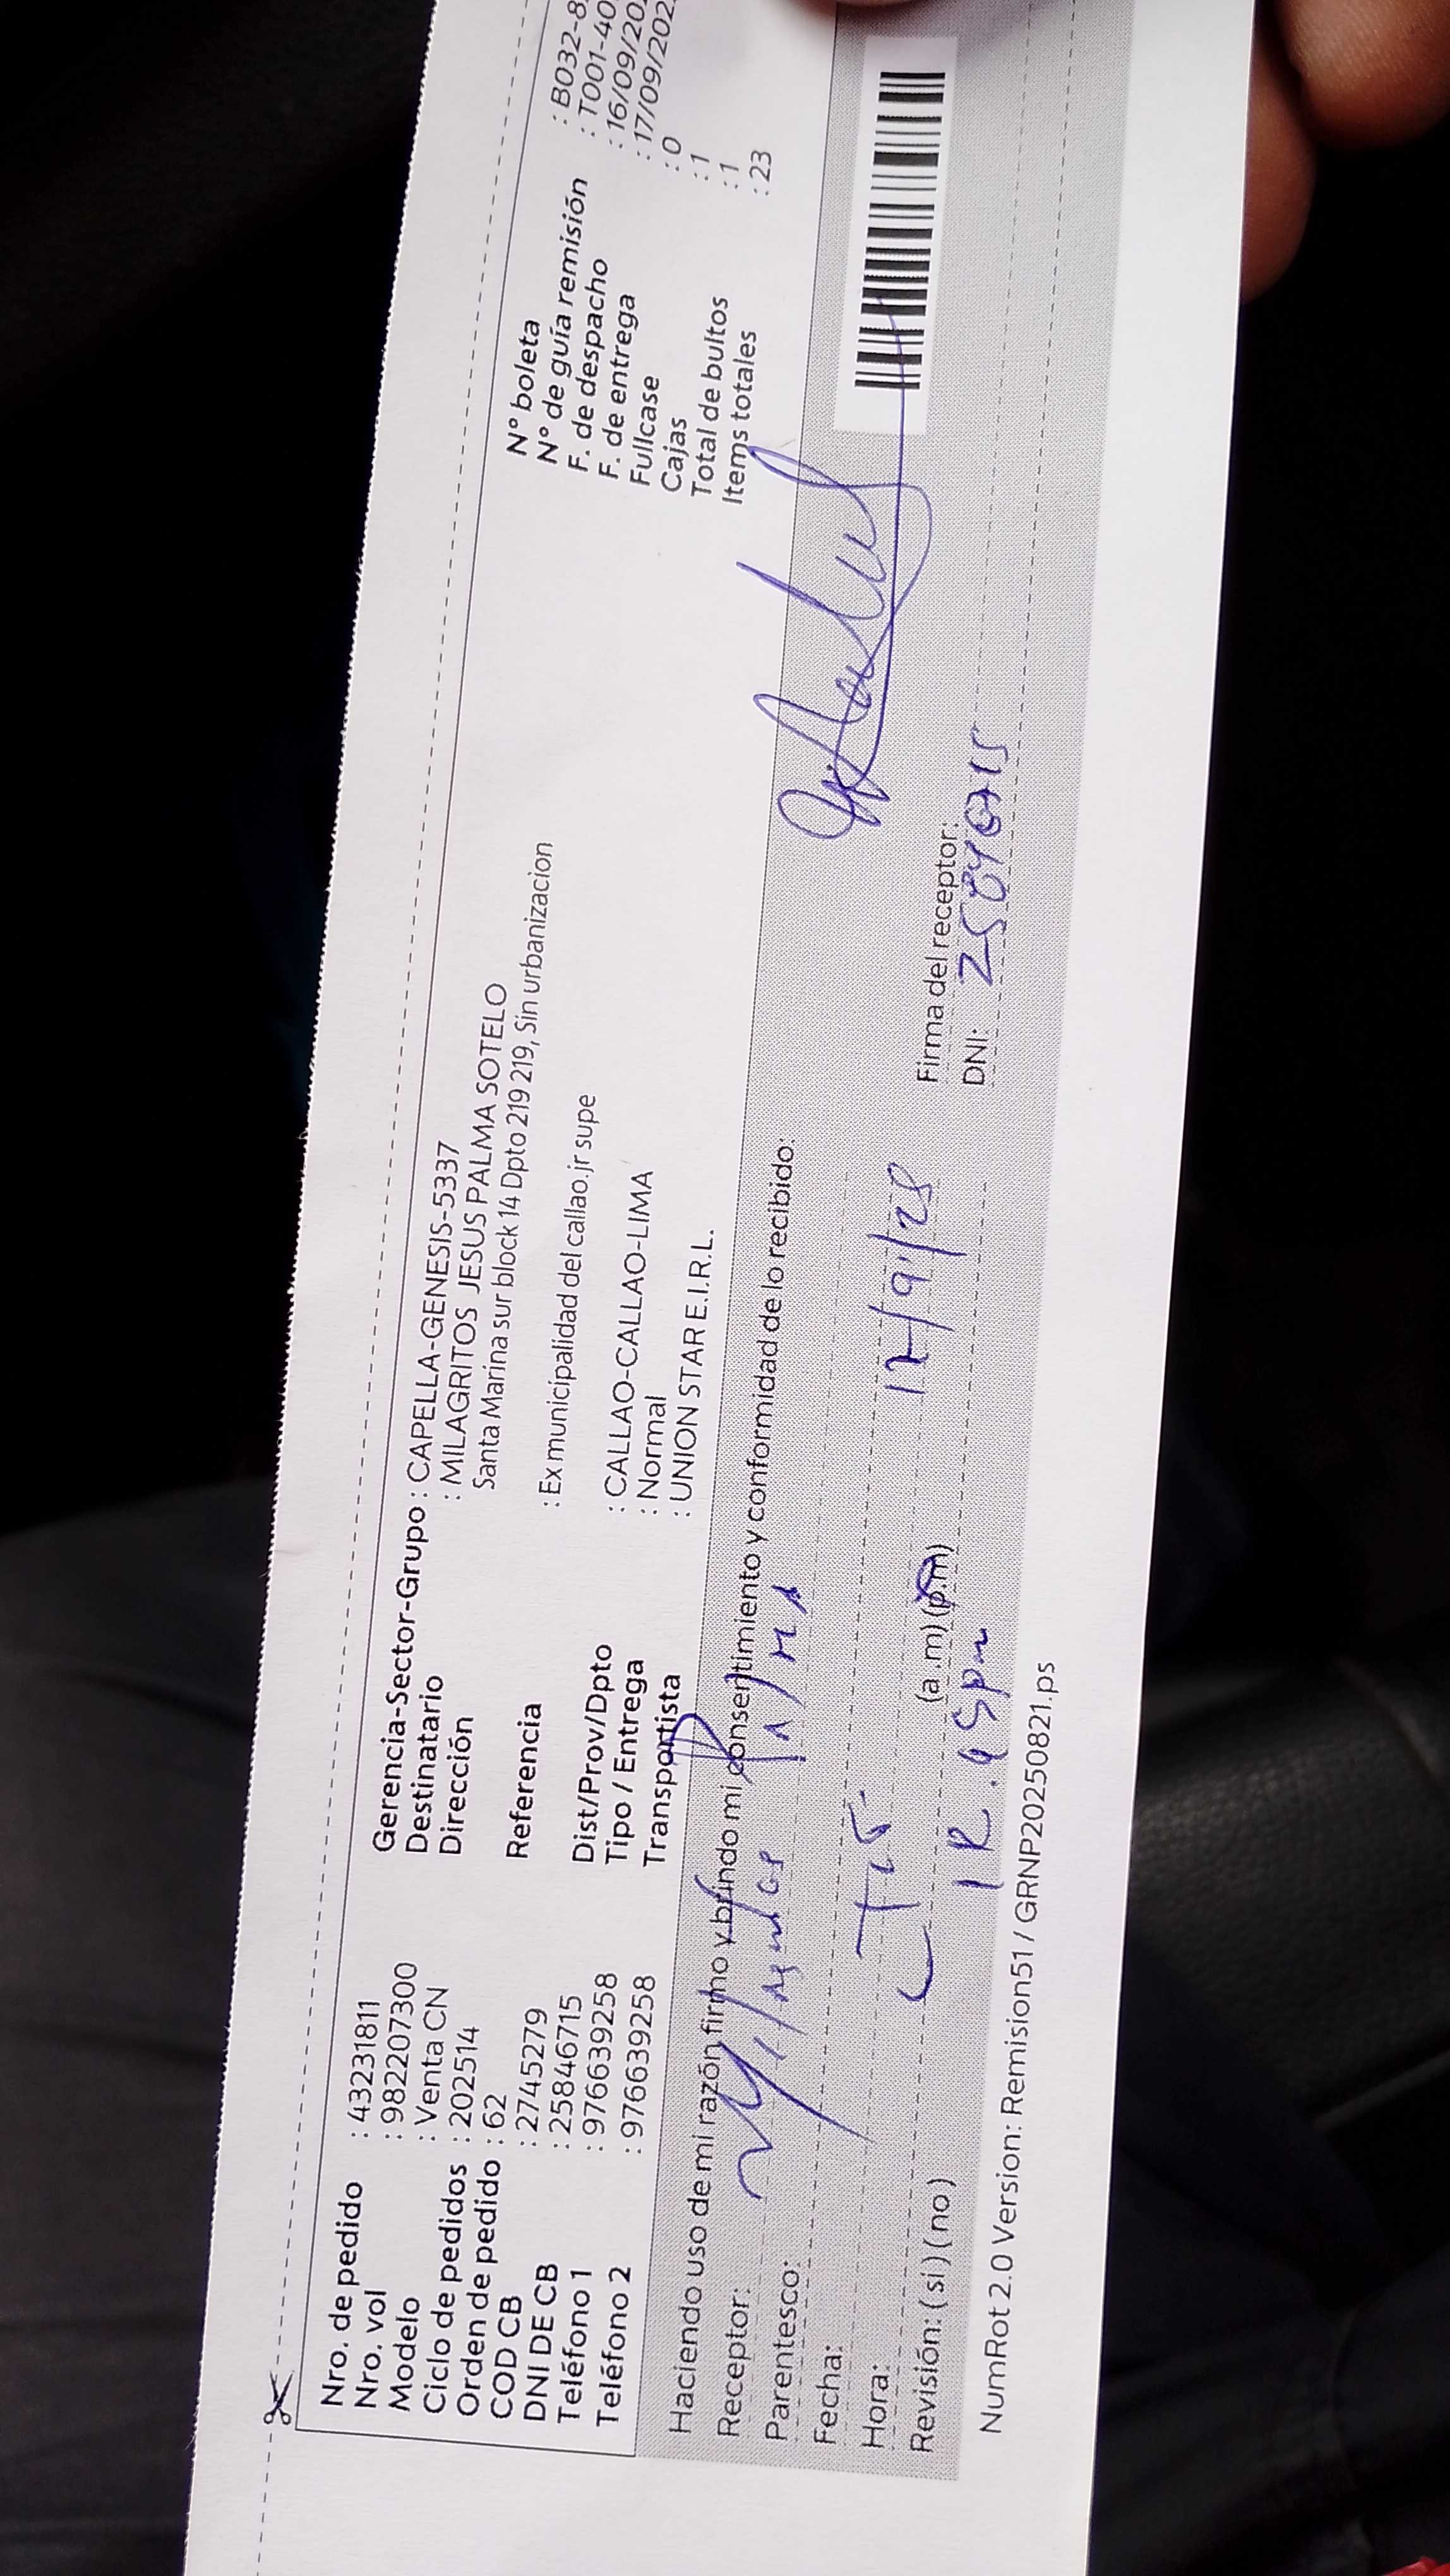 Nro. de pedido : 43231811
Nro. vol : 982207300
Modelo : Venta CN
Ciclo de pedidos : 202514
Orden de pedido : 62
COD CB : 2745279
DNI DE CB : 25846715
Teléfono 1 : 976639258
Teléfono 2 : 976639258
Gerencia-Sector-Grupo : CAPELLA-GENESIS-5337
Destinatario : MILAGRITOS JESUS PALMA SOTELO
Dirección Santa Marina sur block 14 Dpto 219 219, Sin urbanizacion
Referencia : Ex municipalidad del callao.jr supe
Dist/Prov/Dpto : CALLAO-CALLAO-LIMA
Tipo / Entrega : Normal
Transportista : UNION STAR E.I.R.L.
N° boleta : B032-8
N° de guía remisión : T001-40
F. de despacho : 16/09/202
F. de entrega : 17/09/202
Fullcase : 0
Cajas : 1
Total de bultos : 1
Items totales : 23
Haciendo uso de mi razón firmo y brindo mi consentimiento y conformidad de lo recibido:
Receptor: Palma
Parentesco:
Fecha: 17/9/25
Hora: (a.m) (p.m)
Revisión: ( si ) ( no )
Firma del receptor:
DNI: 25846715
NumRot 2.0 Version: Remision51 / GRNP20250821.ps